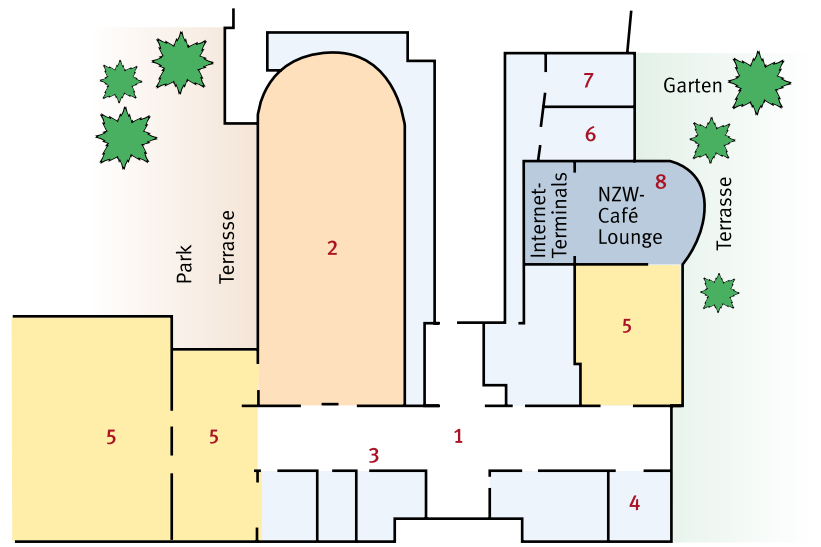 7
Garten
6
8
Internet-
Terminals
NZW-
Café
Lounge
Terrasse
Park
Terrasse
2
5
5
5
1
3
4